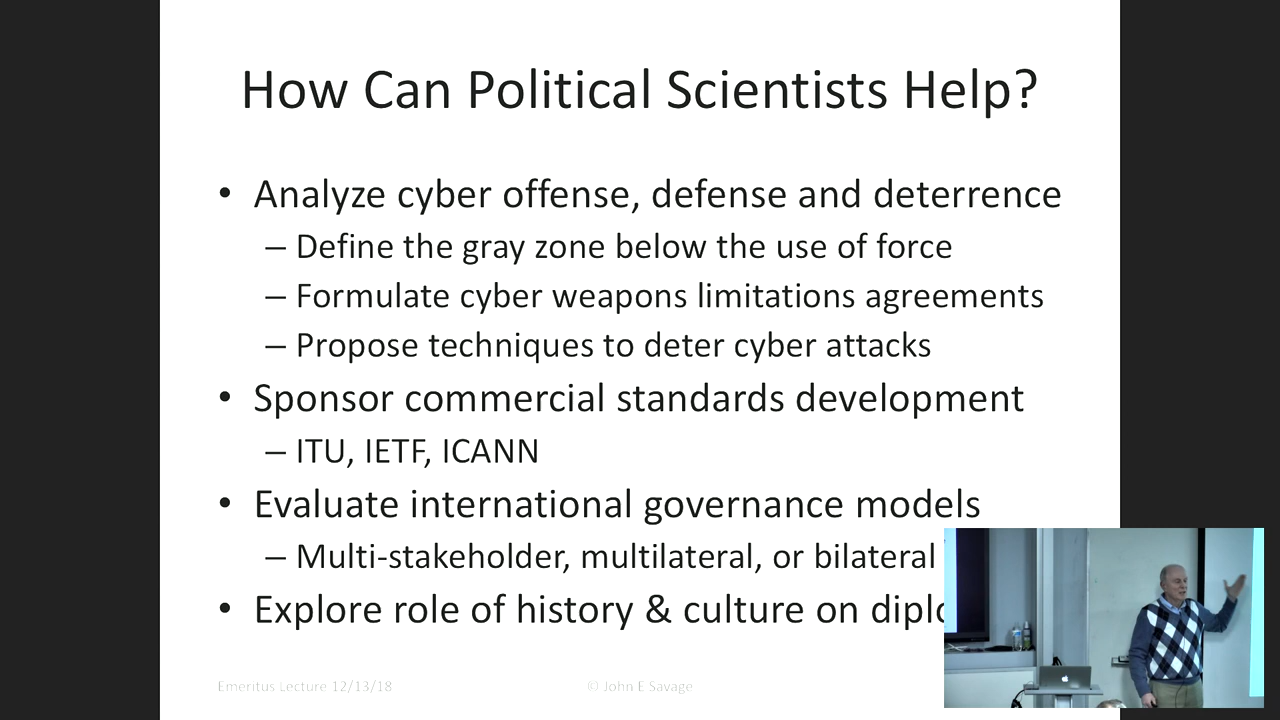 How Can Political Scientists Help?
• Analyze cyber offense, defense and deterrence
– Define the gray zone below the use of force
– Formulate cyber weapons limitations agreements
– Propose techniques to deter cyber attacks
• Sponsor commercial standards development
– ITU, IETF, ICANN
• Evaluate international governance models
– Multi-stakeholder, multilateral, or bilateral
• Explore role of history & culture on
Emeritus Lecture 12/13/18
© John E Savage